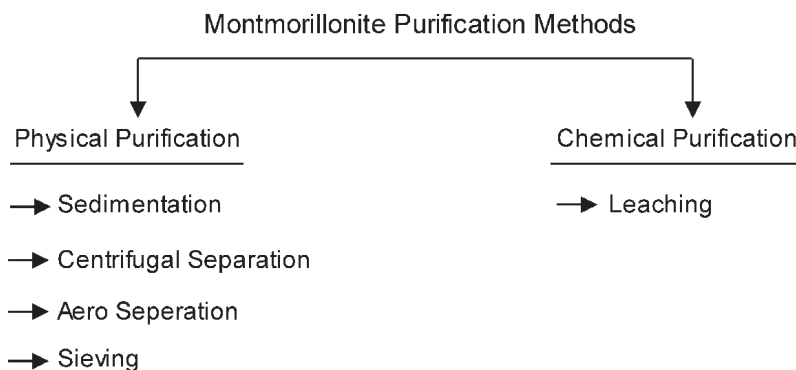 Montmorillonite Purification Methods
Physical Purification
Sedimentation
Centrifugal Separation
Aero Seperation
Sieving
Chemical Purification
Leaching